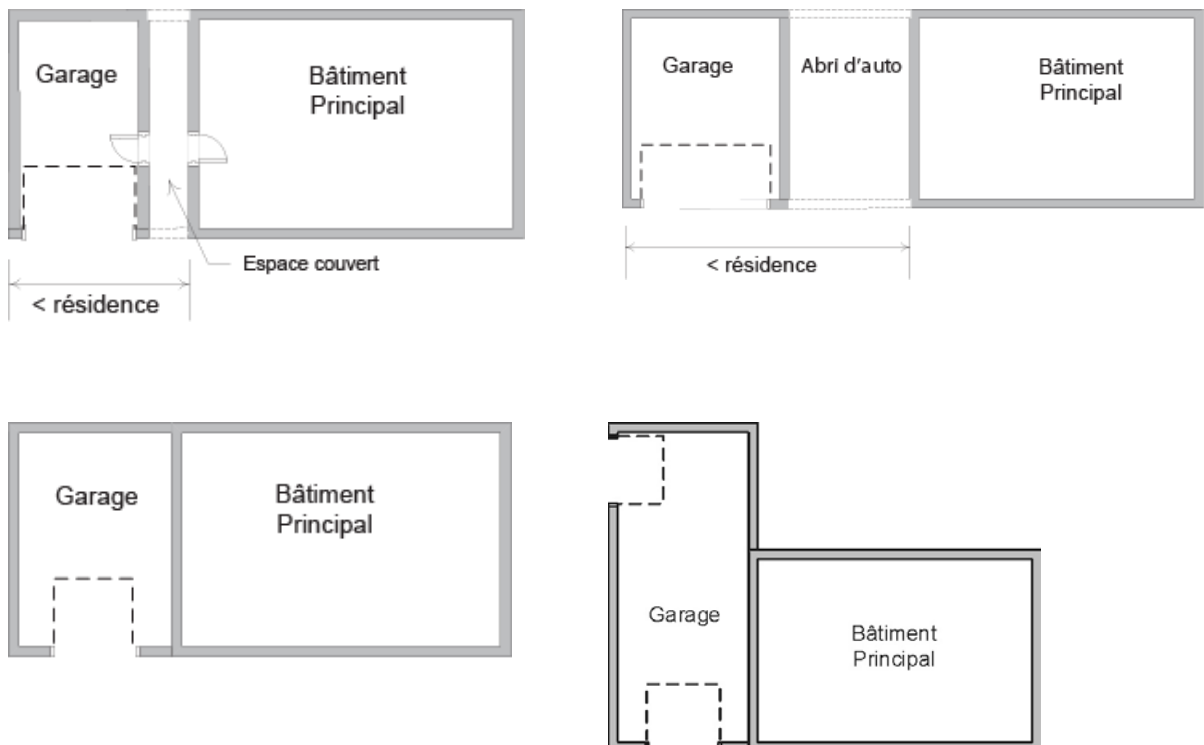 Garage
Bâtiment
Principal
Espace couvert
< résidence
Garage
Abri d'auto
Bâtiment
Principal
< résidence
Garage
Bâtiment
Principal
Garage
Bâtiment
Principal